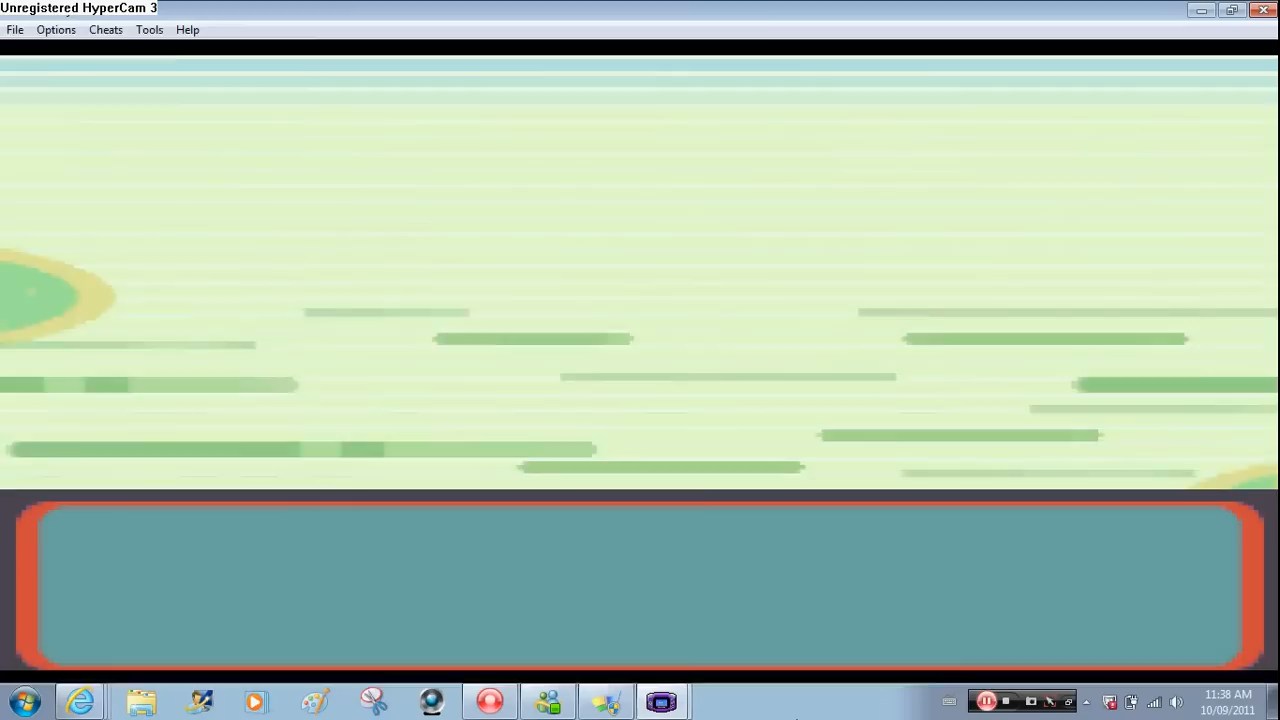 Unregistered HyperCam 3
File Options Cheats Tools Help
11:38 AM
10/09/2011